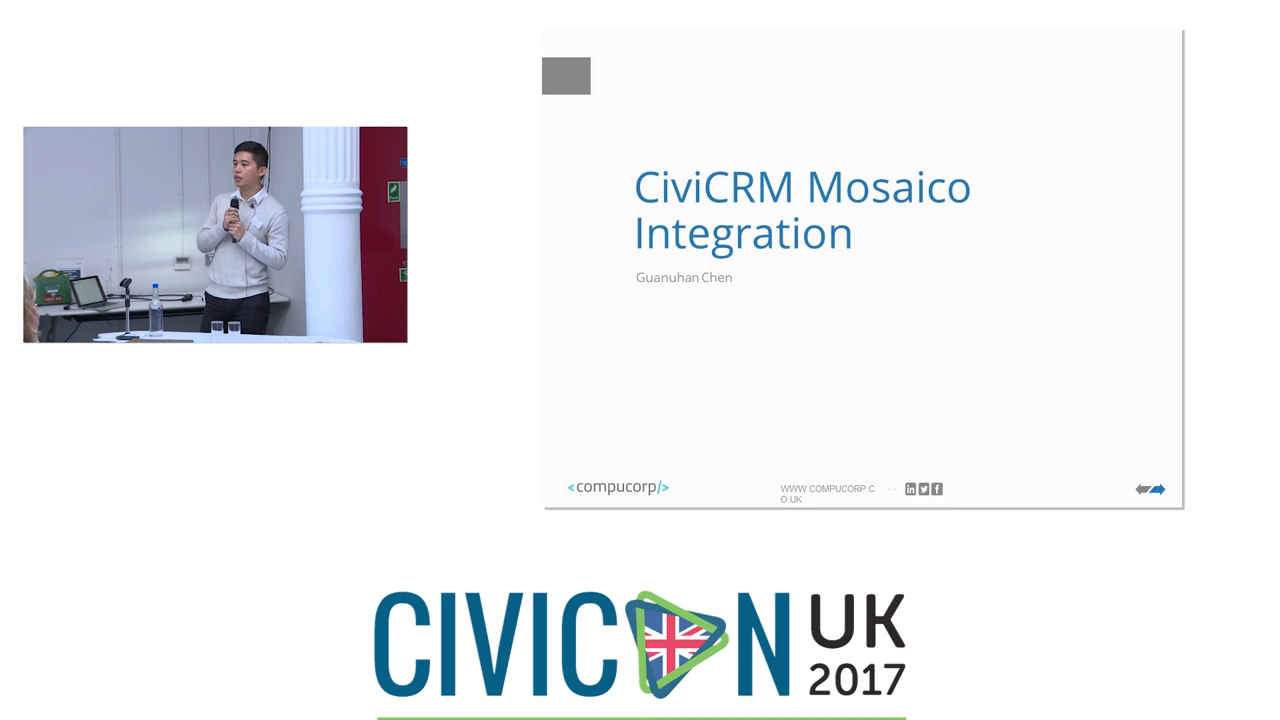 CiviCRM Mosaico
Integration
Guanuhan Chen
<compucorp/>
WWW.COMPUCORP.C
O.UK
CIVICON UK
2017